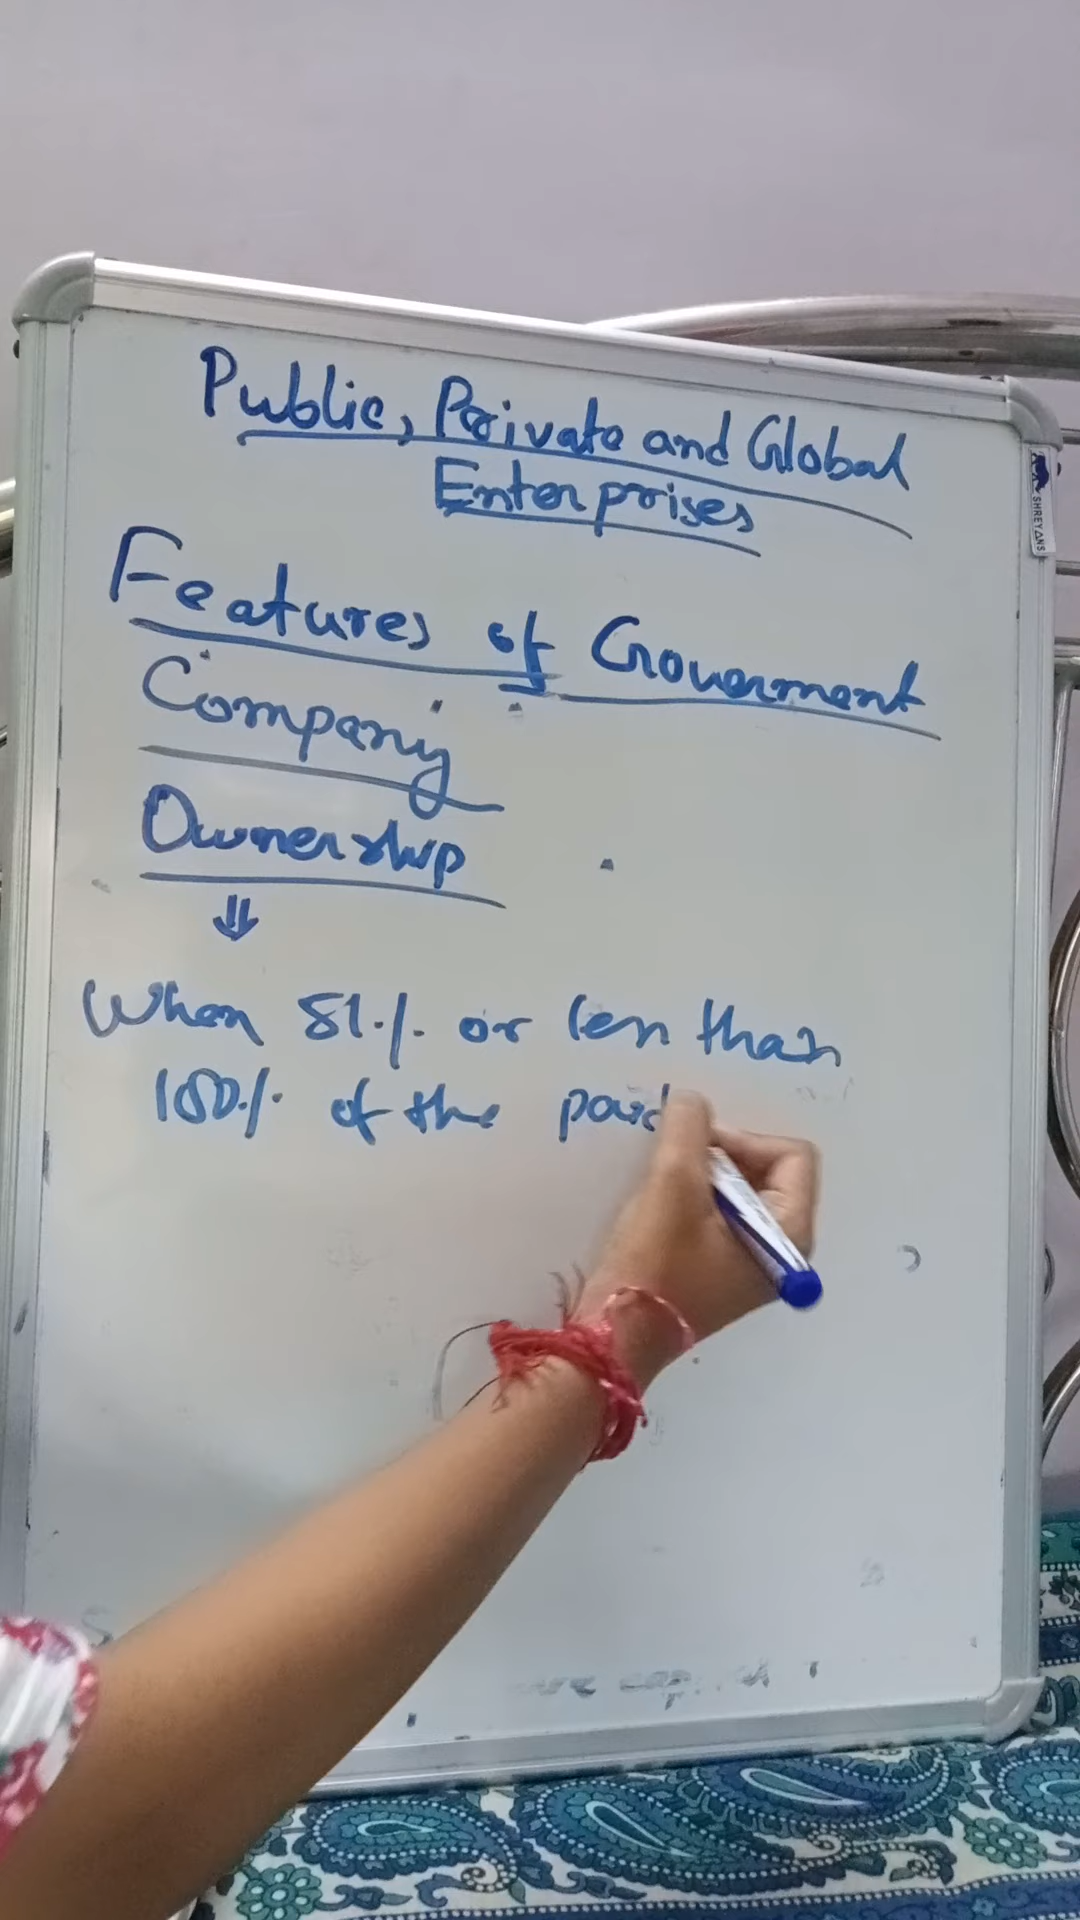 Public, Private and Global
Enterprises
Features of Goverment
Company
Ownership
When 51% or less than
100% of the paid
SHREYANS